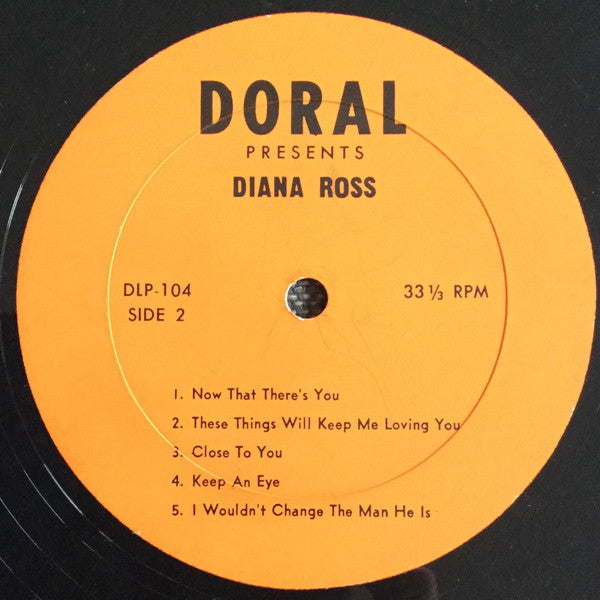 DORAL
PRESENTS
DIANA ROSS
DLP-104 33 1/3 RPM
SIDE 2
1. Now That There's You
2. These Things Will Keep Me Loving You
3. Close To You
4. Keep An Eye
5. I Wouldn't Change The Man He Is